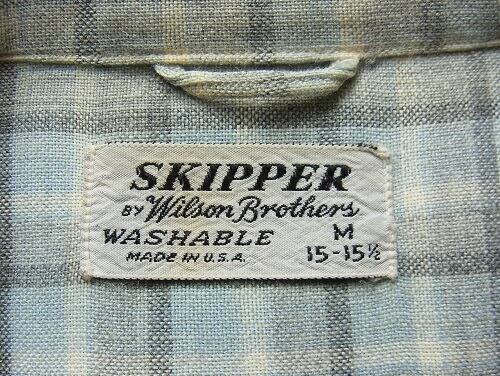 SKIPPER
BY Wilson Brothers
WASHABLE M
MADE IN U.S.A. 15-15½